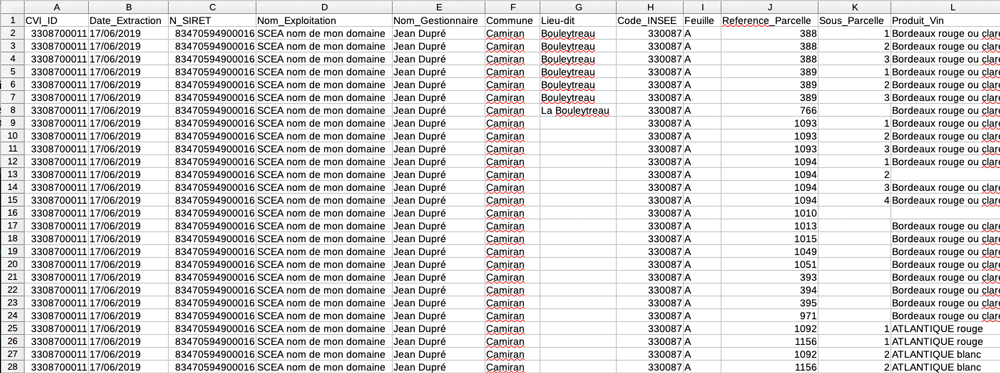 A B C D E F G H I J K L
1 CVI_ID Date_Extraction N_SIRET Nom_Exploitation Nom_Gestionnaire Commune Lieu-dit Code_INSEE Feuille Reference_Parcelle Sous_Parcelle Produit_Vin
2 3308700011 17/06/2019 83470594900016 SCEA nom de mon domaine Jean Dupré Camiran Bouleytreau 330087 A 388 1 Bordeaux rouge ou clare
3 3308700011 17/06/2019 83470594900016 SCEA nom de mon domaine Jean Dupré Camiran Bouleytreau 330087 A 388 2 Bordeaux rouge ou clare
4 3308700011 17/06/2019 83470594900016 SCEA nom de mon domaine Jean Dupré Camiran Bouleytreau 330087 A 388 3 Bordeaux rouge ou clare
5 3308700011 17/06/2019 83470594900016 SCEA nom de mon domaine Jean Dupré Camiran Bouleytreau 330087 A 389 1 Bordeaux rouge ou clare
6 3308700011 17/06/2019 83470594900016 SCEA nom de mon domaine Jean Dupré Camiran Bouleytreau 330087 A 389 2 Bordeaux rouge ou clare
7 3308700011 17/06/2019 83470594900016 SCEA nom de mon domaine Jean Dupré Camiran Bouleytreau 330087 A 389 3 Bordeaux rouge ou clare
8 3308700011 17/06/2019 83470594900016 SCEA nom de mon domaine Jean Dupré Camiran La Bouleytreau 330087 A 766 Bordeaux rouge ou clare
9 3308700011 17/06/2019 83470594900016 SCEA nom de mon domaine Jean Dupré Camiran 330087 A 1093 1 Bordeaux rouge ou clare
10 3308700011 17/06/2019 83470594900016 SCEA nom de mon domaine Jean Dupré Camiran 330087 A 1093 2 Bordeaux rouge ou clare
11 3308700011 17/06/2019 83470594900016 SCEA nom de mon domaine Jean Dupré Camiran 330087 A 1093 3 Bordeaux rouge ou clare
12 3308700011 17/06/2019 83470594900016 SCEA nom de mon domaine Jean Dupré Camiran 330087 A 1094 1 Bordeaux rouge ou clare
13 3308700011 17/06/2019 83470594900016 SCEA nom de mon domaine Jean Dupré Camiran 330087 A 1094 2
14 3308700011 17/06/2019 83470594900016 SCEA nom de mon domaine Jean Dupré Camiran 330087 A 1094 3 Bordeaux rouge ou clare
15 3308700011 17/06/2019 83470594900016 SCEA nom de mon domaine Jean Dupré Camiran 330087 A 1094 4 Bordeaux rouge ou clare
16 3308700011 17/06/2019 83470594900016 SCEA nom de mon domaine Jean Dupré Camiran 330087 A 1010
17 3308700011 17/06/2019 83470594900016 SCEA nom de mon domaine Jean Dupré Camiran 330087 A 1013 Bordeaux rouge ou clare
18 3308700011 17/06/2019 83470594900016 SCEA nom de mon domaine Jean Dupré Camiran 330087 A 1015 Bordeaux rouge ou clare
19 3308700011 17/06/2019 83470594900016 SCEA nom de mon domaine Jean Dupré Camiran 330087 A 1049 Bordeaux rouge ou clare
20 3308700011 17/06/2019 83470594900016 SCEA nom de mon domaine Jean Dupré Camiran 330087 A 1051 Bordeaux rouge ou clare
21 3308700011 17/06/2019 83470594900016 SCEA nom de mon domaine Jean Dupré Camiran 330087 A 393 Bordeaux rouge ou clare
22 3308700011 17/06/2019 83470594900016 SCEA nom de mon domaine Jean Dupré Camiran 330087 A 394 Bordeaux rouge ou clare
23 3308700011 17/06/2019 83470594900016 SCEA nom de mon domaine Jean Dupré Camiran 330087 A 395 Bordeaux rouge ou clare
24 3308700011 17/06/2019 83470594900016 SCEA nom de mon domaine Jean Dupré Camiran 330087 A 971 Bordeaux rouge ou clare
25 3308700011 17/06/2019 83470594900016 SCEA nom de mon domaine Jean Dupré Camiran 330087 A 1092 1 ATLANTIQUE rouge
26 3308700011 17/06/2019 83470594900016 SCEA nom de mon domaine Jean Dupré Camiran 330087 A 1156 1 ATLANTIQUE rouge
27 3308700011 17/06/2019 83470594900016 SCEA nom de mon domaine Jean Dupré Camiran 330087 A 1092 2 ATLANTIQUE blanc
28 3308700011 17/06/2019 83470594900016 SCEA nom de mon domaine Jean Dupré Camiran 330087 A 1156 2 ATLANTIQUE blanc